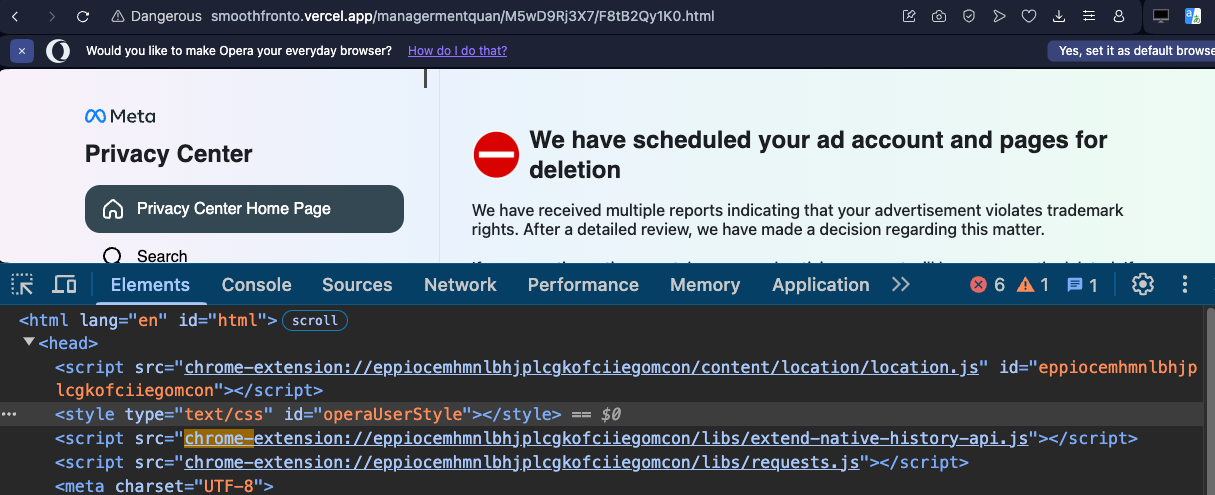 Dangerous smoothfronto.vercel.app/managermentquan/M5wD9Rj3X7/F8tB2Qy1K0.html
Would you like to make Opera your everyday browser? How do I do that? Yes, set it as default browse
Meta
Privacy Center
Privacy Center Home Page
Search
We have scheduled your ad account and pages for
deletion
We have received multiple reports indicating that your advertisement violates trademark
rights. After a detailed review, we have made a decision regarding this matter.
Elements Console Sources Network Performance Memory Application 6 1 1
<html lang="en" id="html"> scroll
<head>
<script src="chrome-extension://eppiocemhmnlbhjplcgkofciiegomcon/content/location/location.js" id="eppiocemhmnlbhjp
lcgkofciiegomcon"></script>
<style type="text/css" id="operaUserStyle"></style> == $0
<script src="chrome-extension://eppiocemhmnlbhjplcgkofciiegomcon/libs/extend-native-history-api.js"></script>
<script src="chrome-extension://eppiocemhmnlbhjplcgkofciiegomcon/libs/requests.js"></script>
<meta charset="UTF-8">